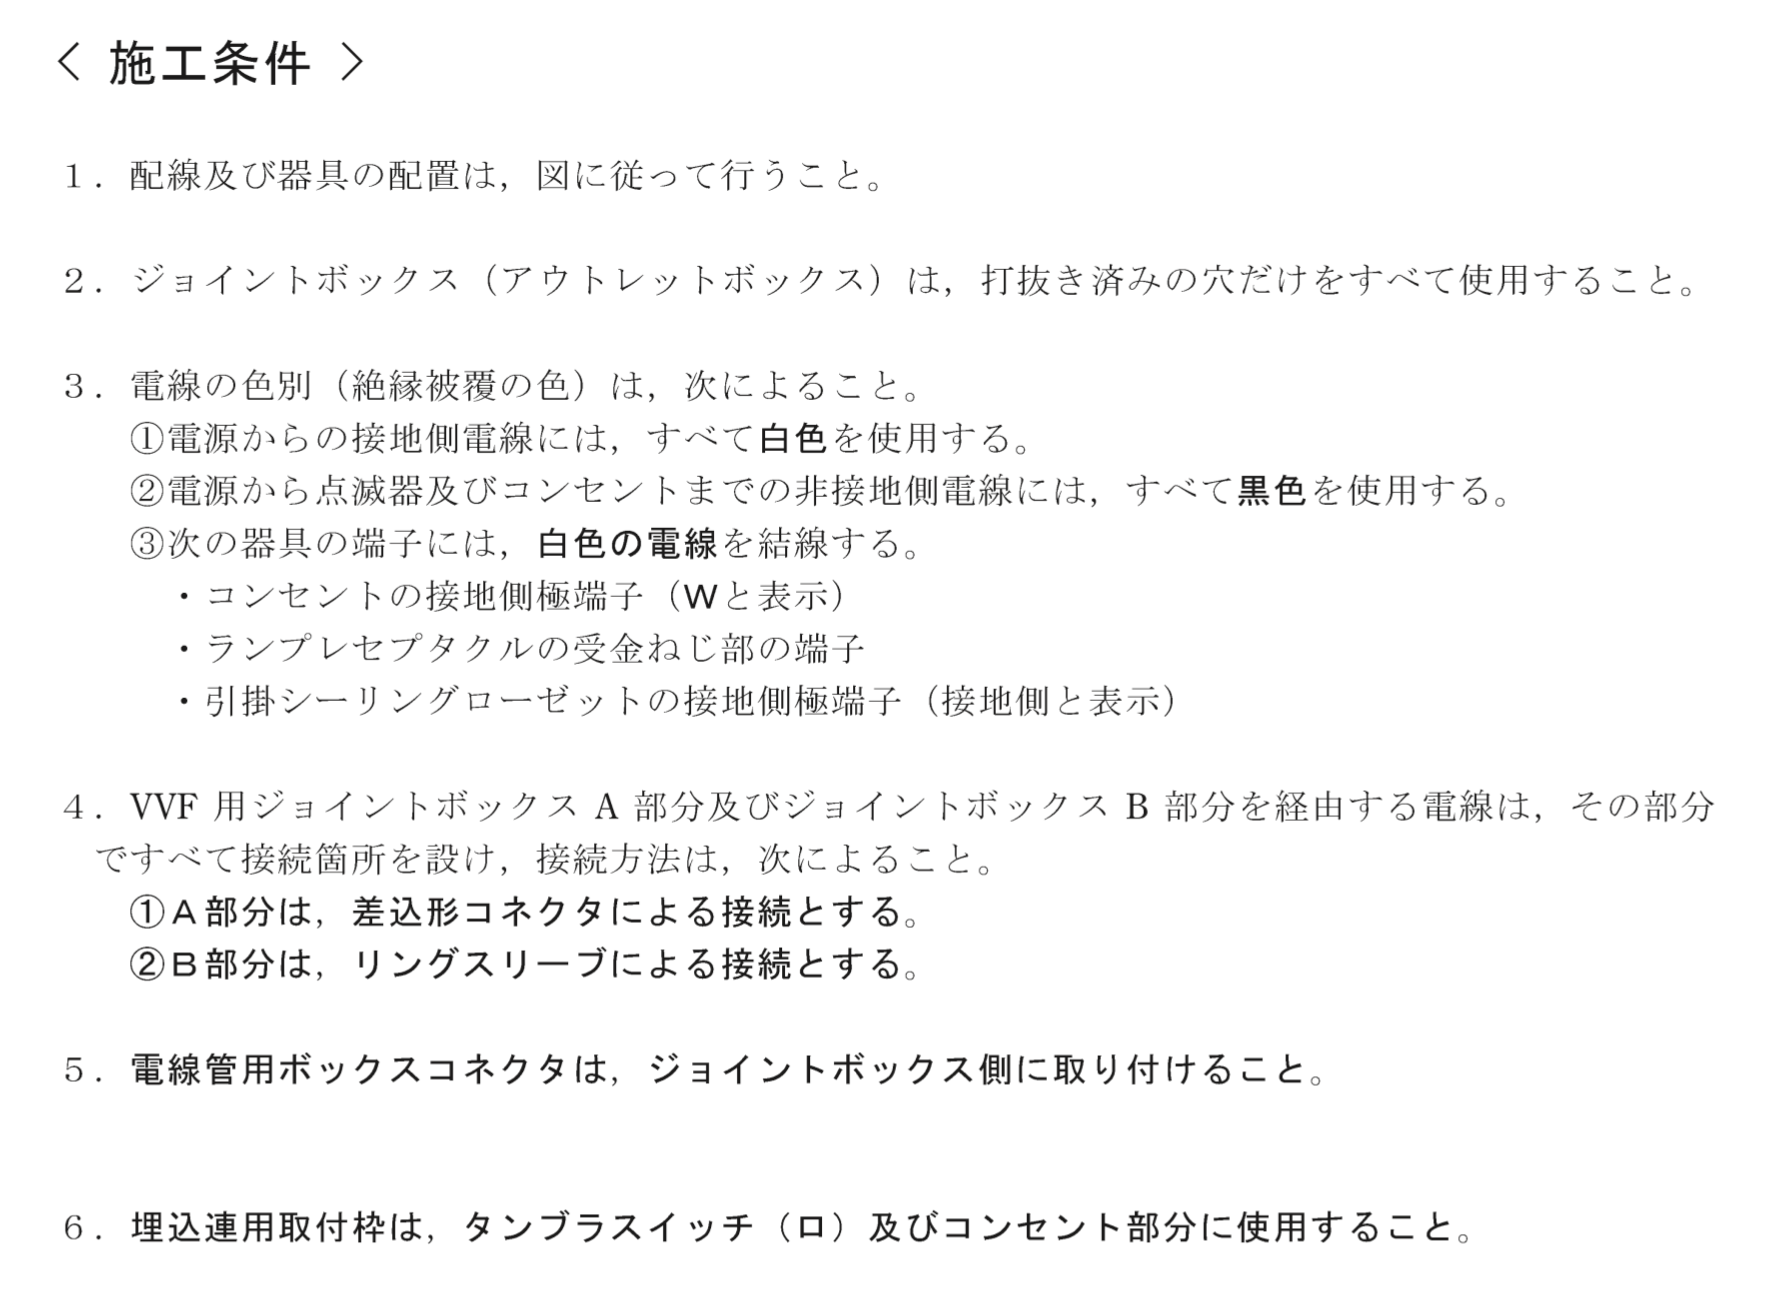 〈 施工条件 〉
１．配線及び器具の配置は，図に従って行うこと。
２．ジョイントボックス（アウトレットボックス）は，打抜き済みの穴だけをすべて使用すること。
３．電線の色別（絶縁被覆の色）は，次によること。
①電源からの接地側電線には，すべて白色を使用する。
②電源から点滅器及びコンセントまでの非接地側電線には，すべて黒色を使用する。
③次の器具の端子には，白色の電線を結線する。
・コンセントの接地側極端子（Ｗと表示）
・ランプレセプタクルの受金ねじ部の端子
・引掛シーリングローゼットの接地側極端子（接地側と表示）
４．VVF 用ジョイントボックス A 部分及びジョイントボックス B 部分を経由する電線は，その部分
ですべて接続箇所を設け，接続方法は，次によること。
①Ａ部分は，差込形コネクタによる接続とする。
②Ｂ部分は，リングスリーブによる接続とする。
５．電線管用ボックスコネクタは，ジョイントボックス側に取り付けること。
６．埋込連用取付枠は，タンブラスイッチ（ロ）及びコンセント部分に使用すること。